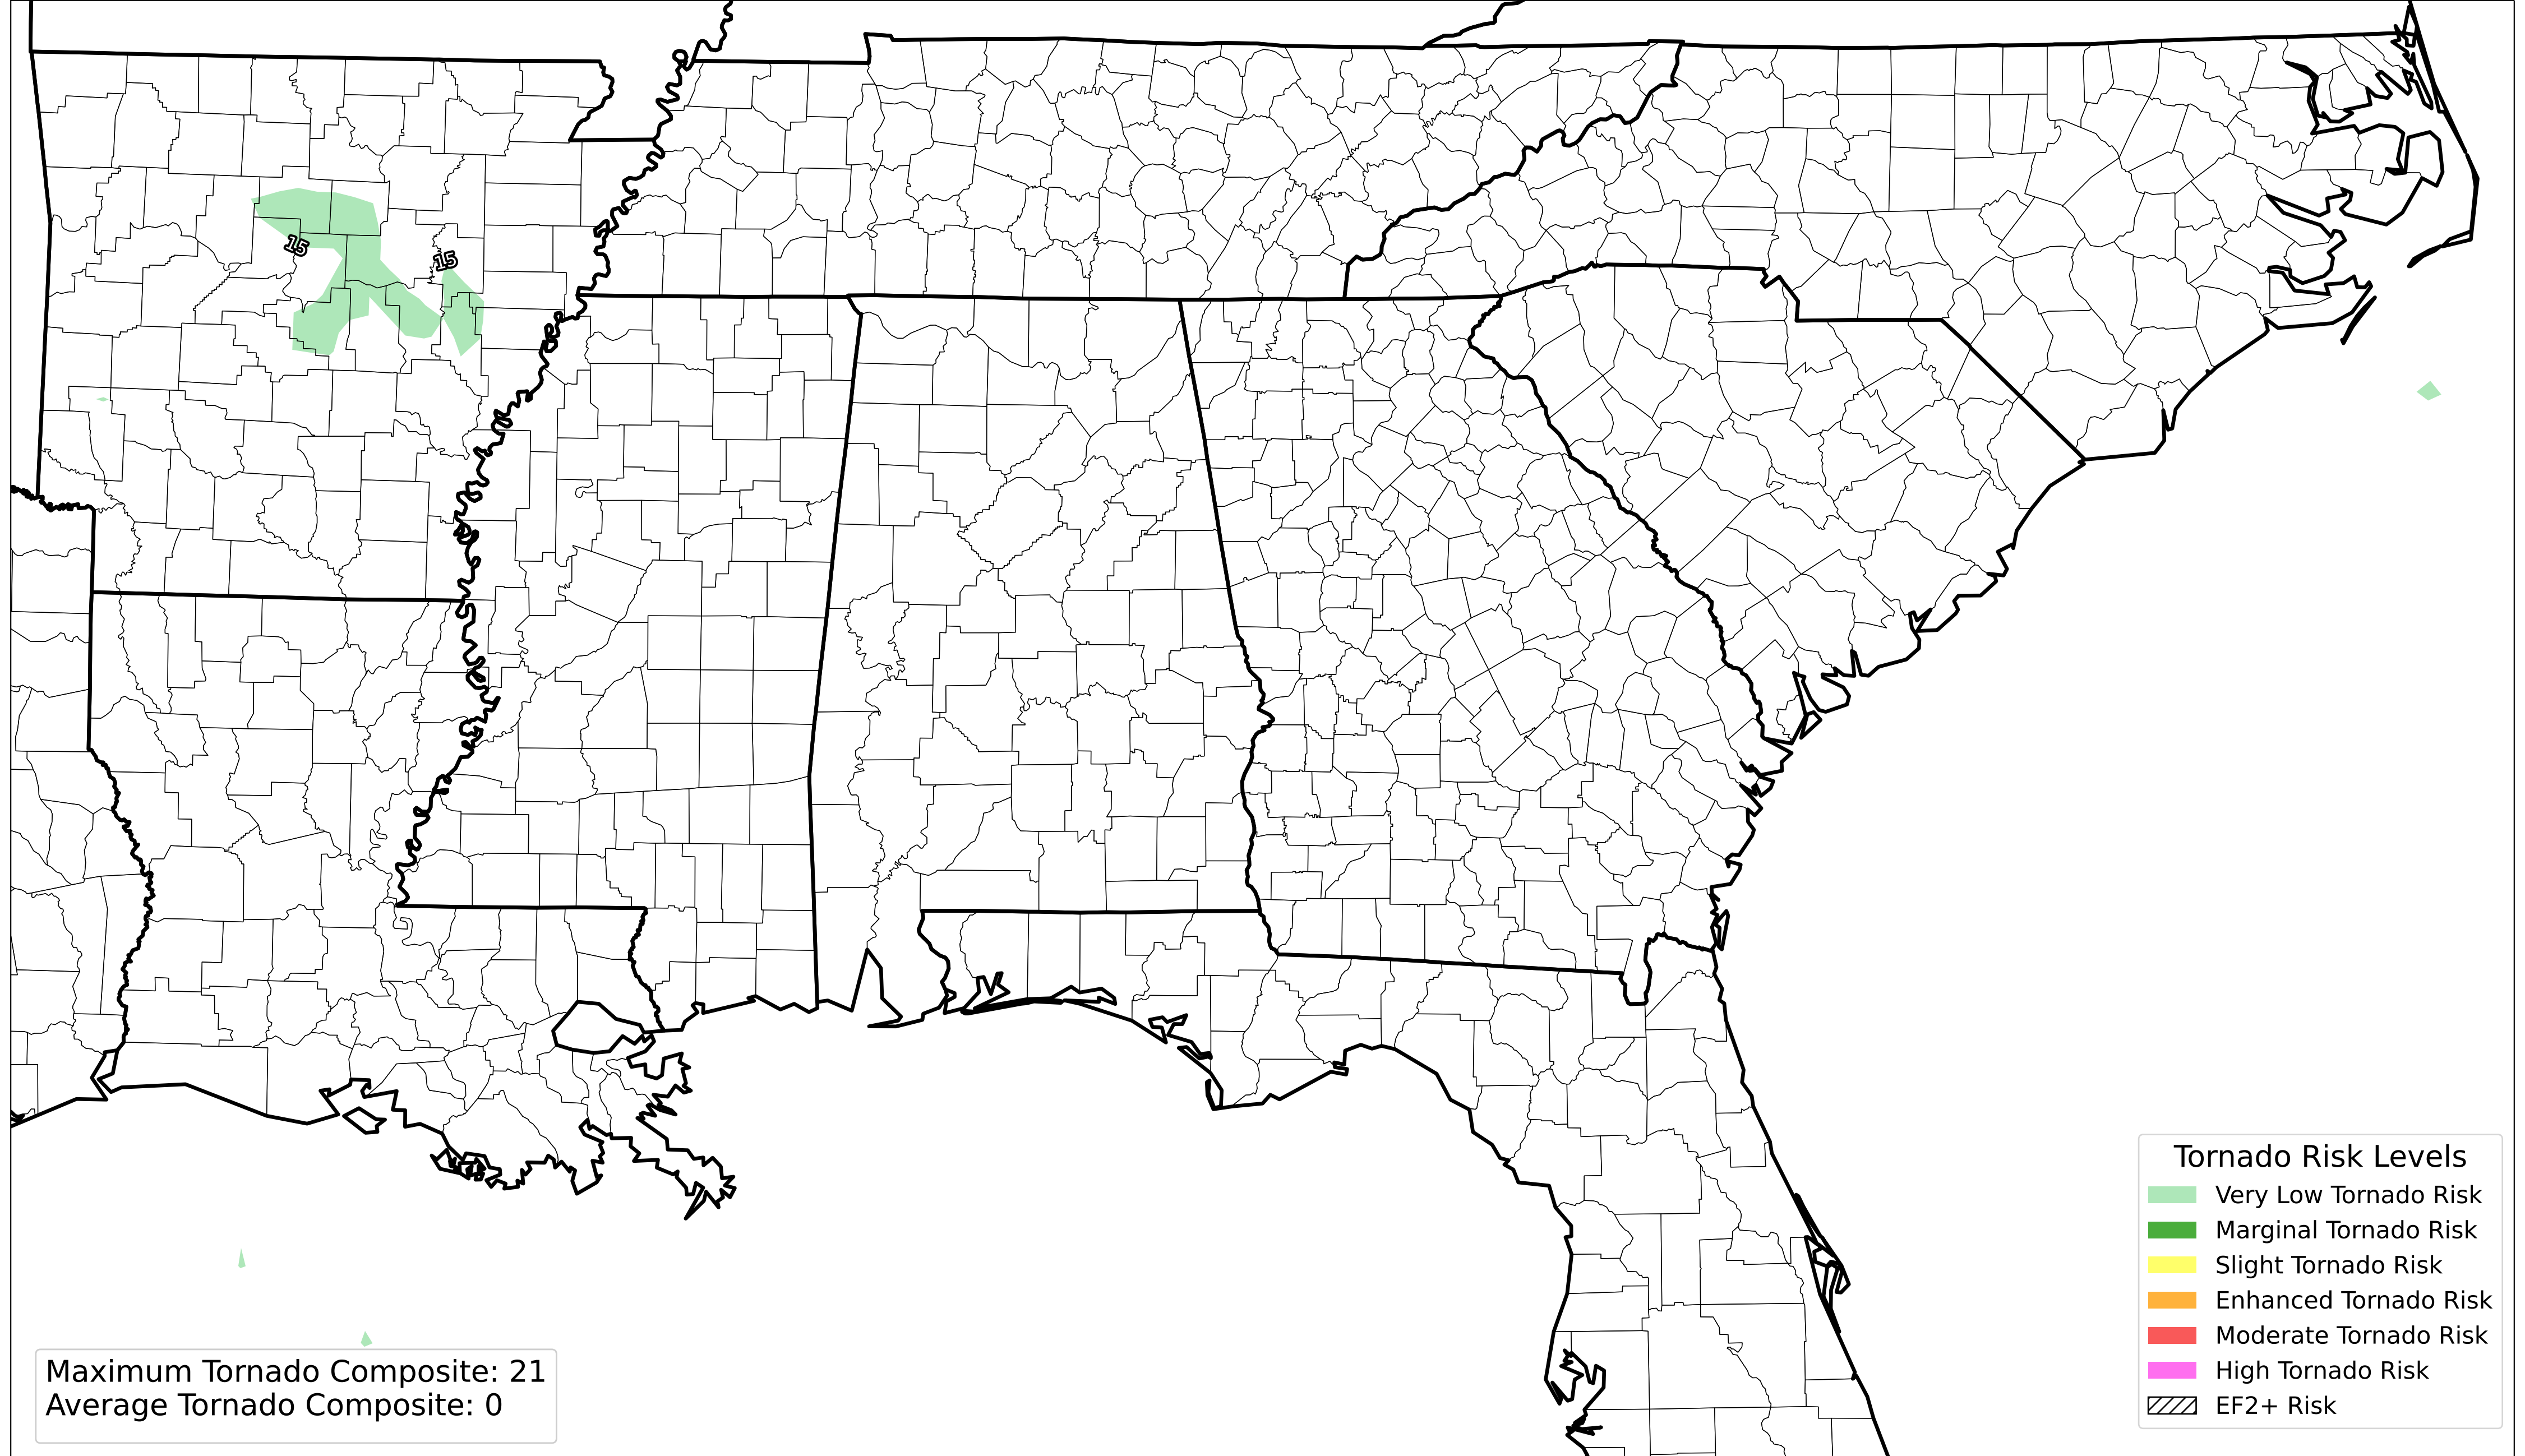 15
15
Tornado Risk Levels
Very Low Tornado Risk
Marginal Tornado Risk
Slight Tornado Risk
Enhanced Tornado Risk
Moderate Tornado Risk
High Tornado Risk
EF2+ Risk
Maximum Tornado Composite: 21
Average Tornado Composite: 0